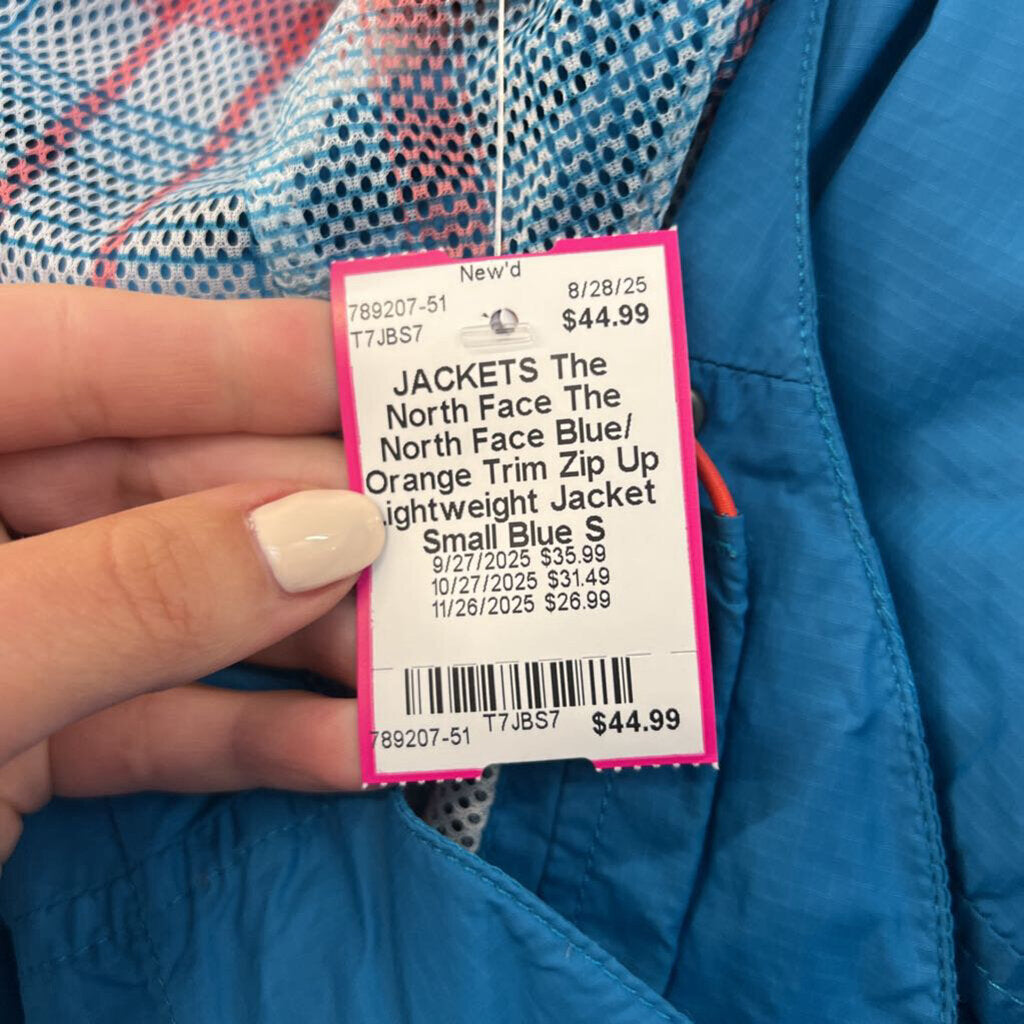 New'd
789207-51 8/28/25
T7JBS7 $44.99
JACKETS The
North Face The
North Face Blue/
Orange Trim Zip Up
Lightweight Jacket
Small Blue S
9/27/2025 $35.99
10/27/2025 $31.49
11/26/2025 $26.99
789207-51 T7JBS7 $44.99